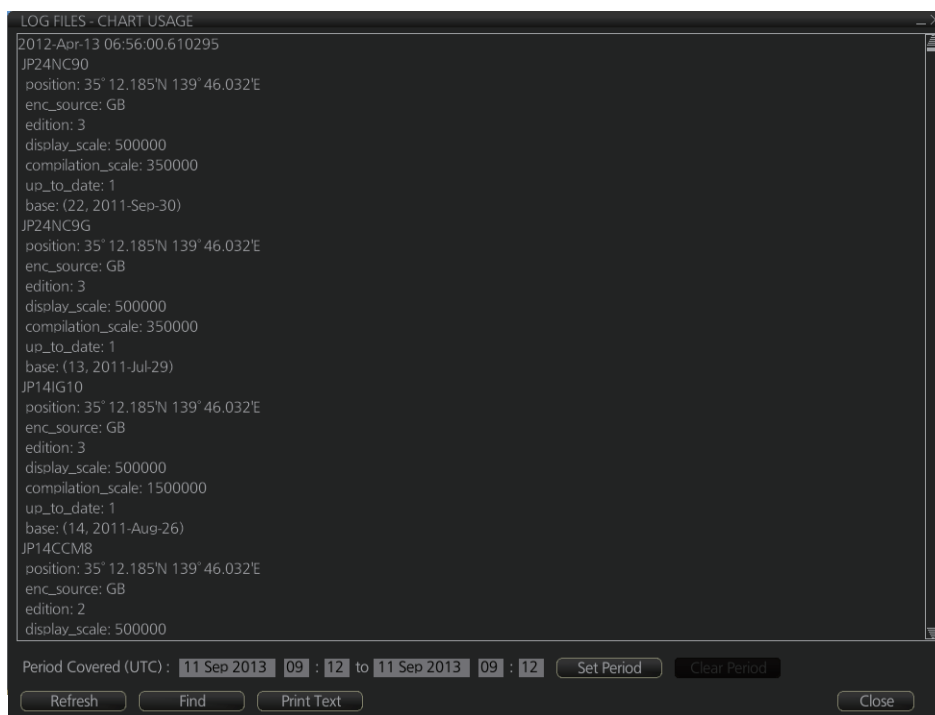 LOG FILES - CHART USAGE
2012-Apr-13 06:56:00.610295
JP24NC90
position: 35° 12.185'N 139° 46.032'E
enc_source: GB
edition: 3
display_scale: 500000
compilation_scale: 350000
up_to_date: 1
base: (22, 2011-Sep-30)
JP24NC9G
position: 35° 12.185'N 139° 46.032'E
enc_source: GB
edition: 3
display_scale: 500000
compilation_scale: 350000
up_to_date: 1
base: (13, 2011-Jul-29)
JP14IG10
position: 35° 12.185'N 139° 46.032'E
enc_source: GB
edition: 3
display_scale: 500000
compilation_scale: 1500000
up_to_date: 1
base: (14, 2011-Aug-26)
JP14CCM8
position: 35° 12.185'N 139° 46.032'E
enc_source: GB
edition: 2
display_scale: 500000
Period Covered (UTC) : 11 Sep 2013 09 : 12 to 11 Sep 2013 09 : 12 Set Period Clear Period
Refresh Find Print Text Close